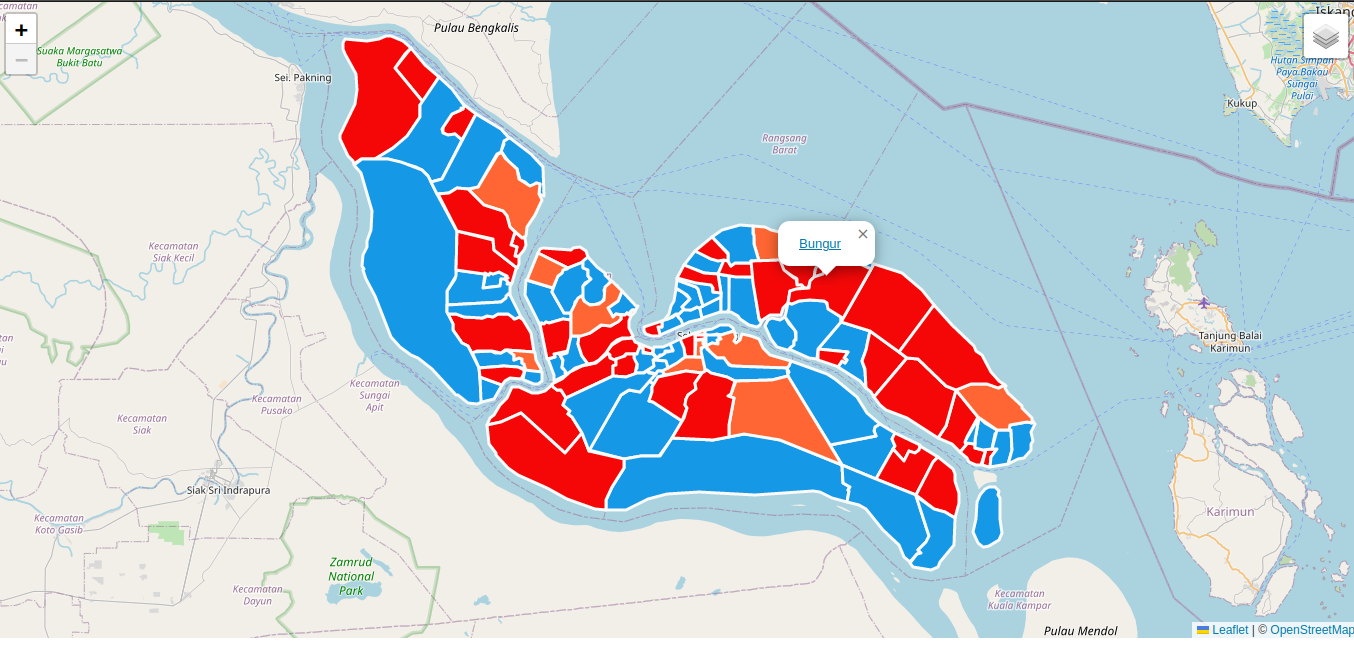 camatan
Pulau Bengkalis
Iskand
+
−
Suaka Margasatwa
Bukit Batu
Sei. Pakning
Hutan Simpan
Paya Bakau
Sungai
Pulai
Kukup
Rangsang
Barat
Bungur
×
Kecamatan
Siak Kecil
Tanjung Balai
Karimun
Kecamatan
Sungai
Apit
Kecamatan
Pusako
Kecamatan
Siak
Siak Sri Indrapura
Kecamatan
Koto Gasib
Karimun
Zamrud
National
Park
Kecamatan
Dayun
Kecamatan
Kuala Kampar
Pulau Mendol
Leaflet | © OpenStreetMap